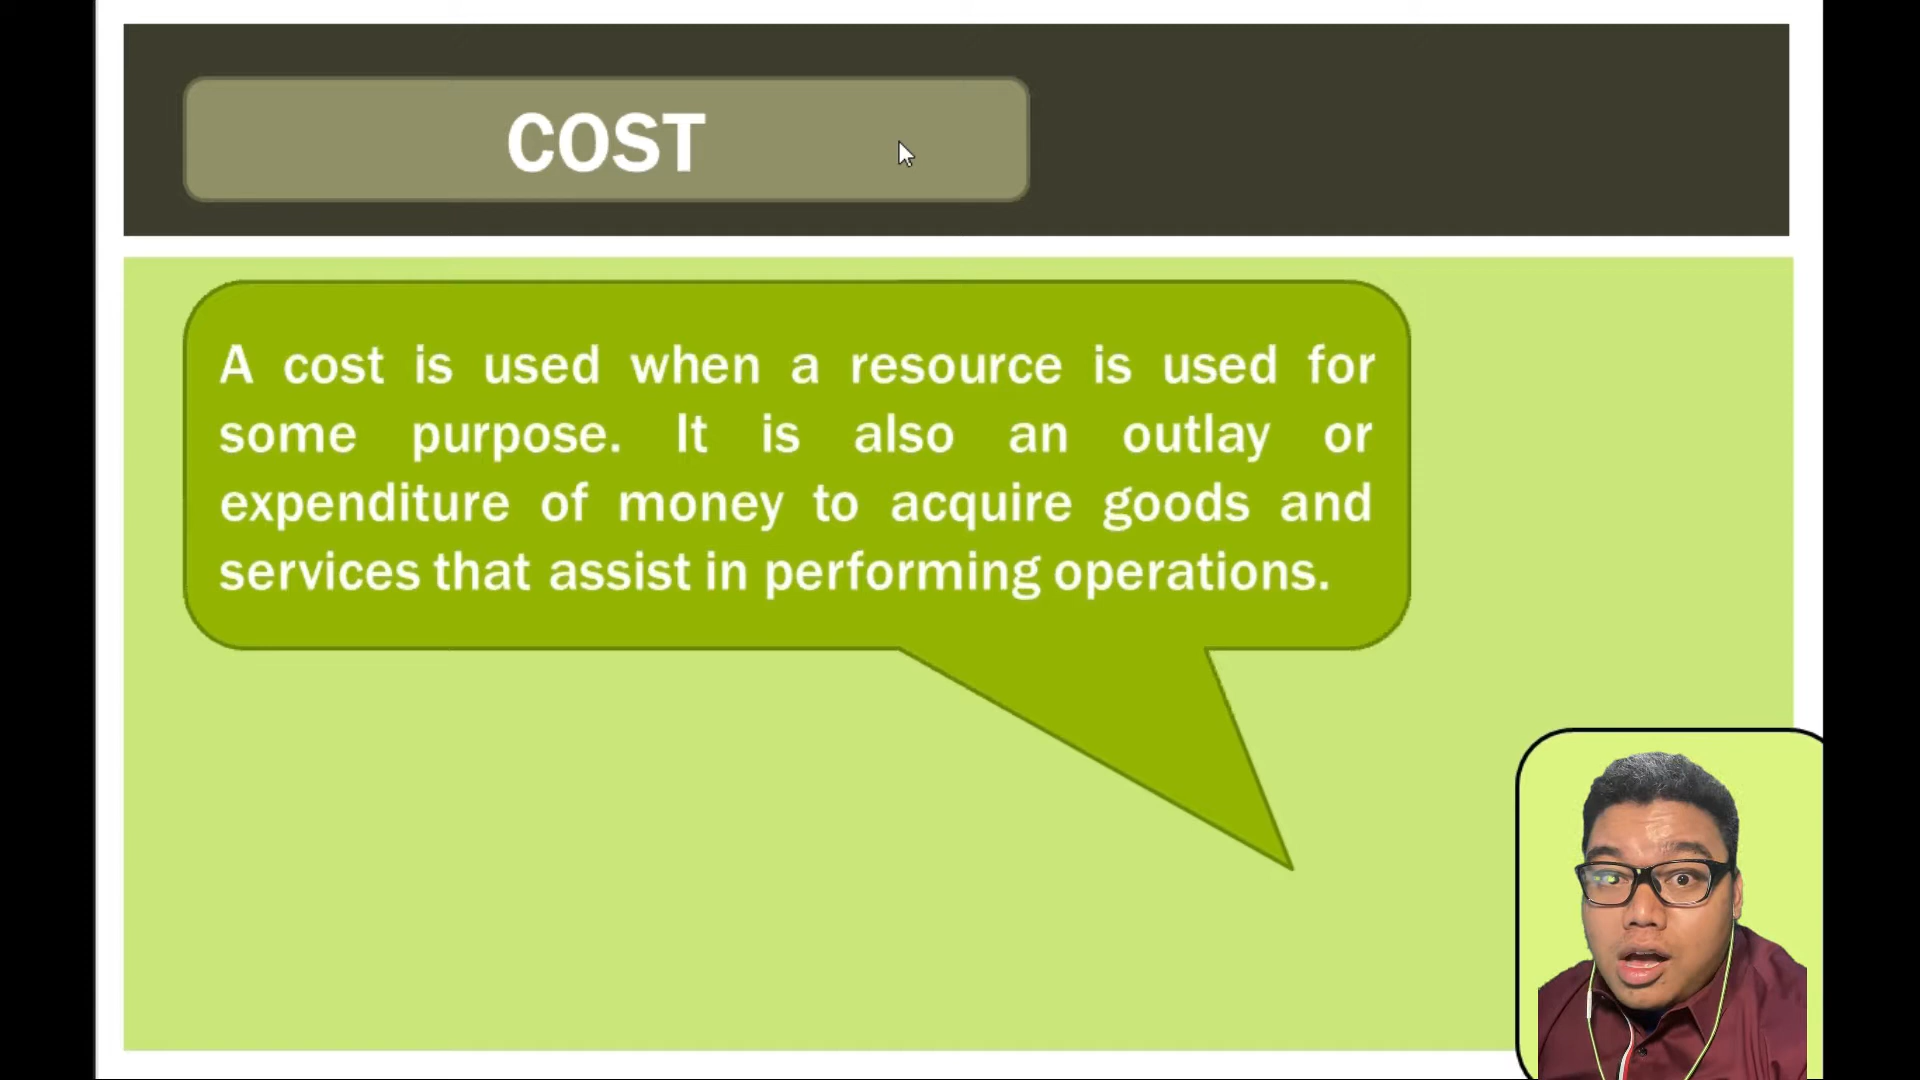 COST
A cost is used when a resource is used for
some purpose. It is also an outlay or
expenditure of money to acquire goods and
services that assist in performing operations.